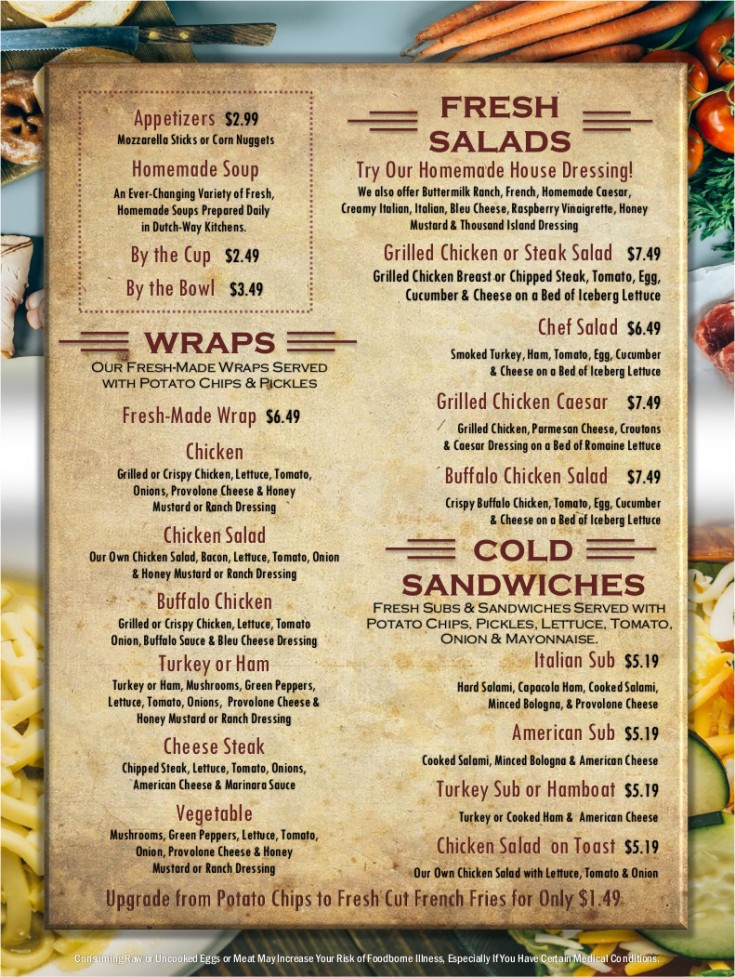 Appetizers $2.99
Mozzarella Sticks or Corn Nuggets
Homemade Soup
An Ever-Changing Variety of Fresh,
Homemade Soups Prepared Daily
in Dutch-Way Kitchens.
By the Cup $2.49
By the Bowl $3.49
WRAPS
Our Fresh-Made Wraps Served
with Potato Chips & Pickles
Fresh-Made Wrap $6.49
Chicken
Grilled or Crispy Chicken, Lettuce, Tomato,
Onions, Provolone Cheese & Honey
Mustard or Ranch Dressing
Chicken Salad
Our Own Chicken Salad, Bacon, Lettuce, Tomato, Onion
& Honey Mustard or Ranch Dressing
Buffalo Chicken
Grilled or Crispy Chicken, Lettuce, Tomato
Onion, Buffalo Sauce & Bleu Cheese Dressing
Turkey or Ham
Turkey or Ham, Mushrooms, Green Peppers,
Lettuce, Tomato, Onions, Provolone Cheese &
Honey Mustard or Ranch Dressing
Cheese Steak
Chipped Steak, Lettuce, Tomato, Onions,
American Cheese & Marinara Sauce
Vegetable
Mushrooms, Green Peppers, Lettuce, Tomato,
Onion, Provolone Cheese & Honey
Mustard or Ranch Dressing
FRESH
SALADS
Try Our Homemade House Dressing!
We also offer Buttermilk Ranch, French, Homemade Caesar,
Creamy Italian, Italian, Bleu Cheese, Raspberry Vinaigrette, Honey
Mustard & Thousand Island Dressing
Grilled Chicken or Steak Salad $7.49
Grilled Chicken Breast or Chipped Steak, Tomato, Egg,
Cucumber & Cheese on a Bed of Iceberg Lettuce
Chef Salad $6.49
Smoked Turkey, Ham, Tomato, Egg, Cucumber
& Cheese on a Bed of Iceberg Lettuce
Grilled Chicken Caesar $7.49
Grilled Chicken, Parmesan Cheese, Croutons
& Caesar Dressing on a Bed of Romaine Lettuce
Buffalo Chicken Salad $7.49
Crispy Buffalo Chicken, Tomato, Egg, Cucumber
& Cheese on a Bed of Iceberg Lettuce
COLD
SANDWICHES
Fresh Subs & Sandwiches Served with
Potato Chips, Pickles, Lettuce, Tomato,
Onion & Mayonnaise.
Italian Sub $5.19
Hard Salami, Capacola Ham, Cooked Salami,
Minced Bologna, & Provolone Cheese
American Sub $5.19
Cooked Salami, Minced Bologna & American Cheese
Turkey Sub or Hamboat $5.19
Turkey or Cooked Ham & American Cheese
Chicken Salad on Toast $5.19
Our Own Chicken Salad with Lettuce, Tomato & Onion
Upgrade from Potato Chips to Fresh Cut French Fries for Only $1.49
Consuming Raw or Uncooked Eggs or Meat May Increase Your Risk of Foodborne Illness, Especially If You Have Certain Medical Conditions.